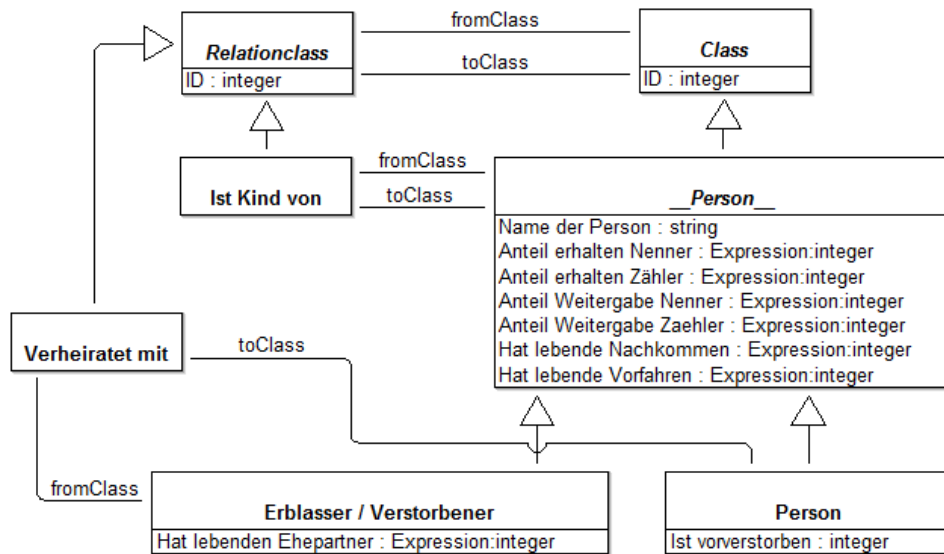 Relationclass
ID : integer
fromClass
toClass
Class
ID : integer
Ist Kind von
fromClass
toClass
__Person__
Name der Person : string
Anteil erhalten Nenner : Expression:integer
Anteil erhalten Zähler : Expression:integer
Anteil Weitergabe Nenner : Expression:integer
Anteil Weitergabe Zaehler : Expression:integer
Hat lebende Nachkommen : Expression:integer
Hat lebende Vorfahren : Expression:integer
Verheiratet mit
toClass
fromClass
Erblasser / Verstorbener
Hat lebenden Ehepartner : Expression:integer
Person
Ist vorverstorben : integer